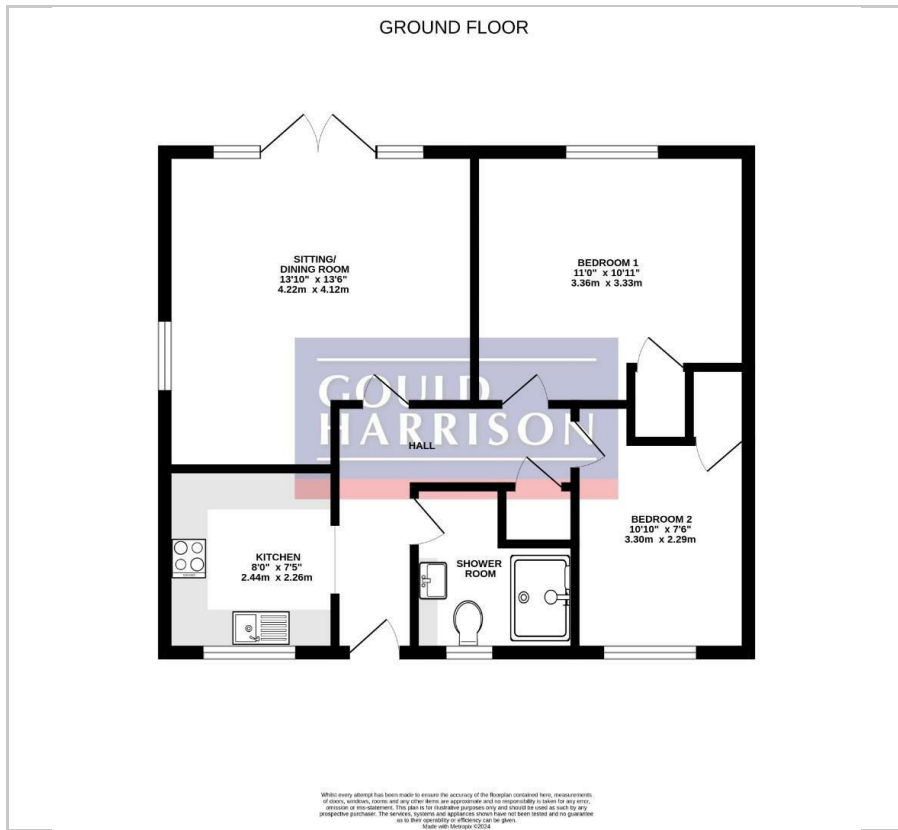 GROUND FLOOR
SITTING/
DINING ROOM
13'10" x 13'6"
4.22m x 4.12m
BEDROOM 1
11'0" x 10'11"
3.36m x 3.33m
GOULD
HARRISON
HALL
KITCHEN
8'0" x 7'5"
2.44m x 2.26m
SHOWER
ROOM
BEDROOM 2
10'10" x 7'6"
3.30m x 2.29m
Whilst every attempt has been made to ensure the accuracy of the floorplan contained here, measurements
of doors, windows, rooms and any other items are approximate and no responsibility is taken for any error,
omission or mis-statement. This plan is for illustrative purposes only and should be used as such by any
prospective purchaser. The services, systems and appliances shown have not been tested and no guarantee
as to their operability or efficiency can be given.
Made with Metropix ©2024